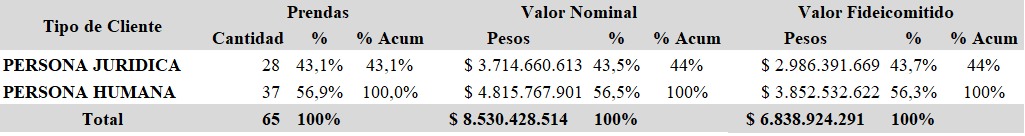 Tipo de Cliente Prendas Valor Nominal Valor Fideicomitido
Cantidad % % Acum Pesos % % Acum Pesos % % Acum
PERSONA JURIDICA 28 43,1% 43,1% $ 3.714.660.613 43,5% 44% $ 2.986.391.669 43,7% 44%
PERSONA HUMANA 37 56,9% 100,0% $ 4.815.767.901 56,5% 100% $ 3.852.532.622 56,3% 100%
Total 65 100% $ 8.530.428.514 100% $ 6.838.924.291 100%